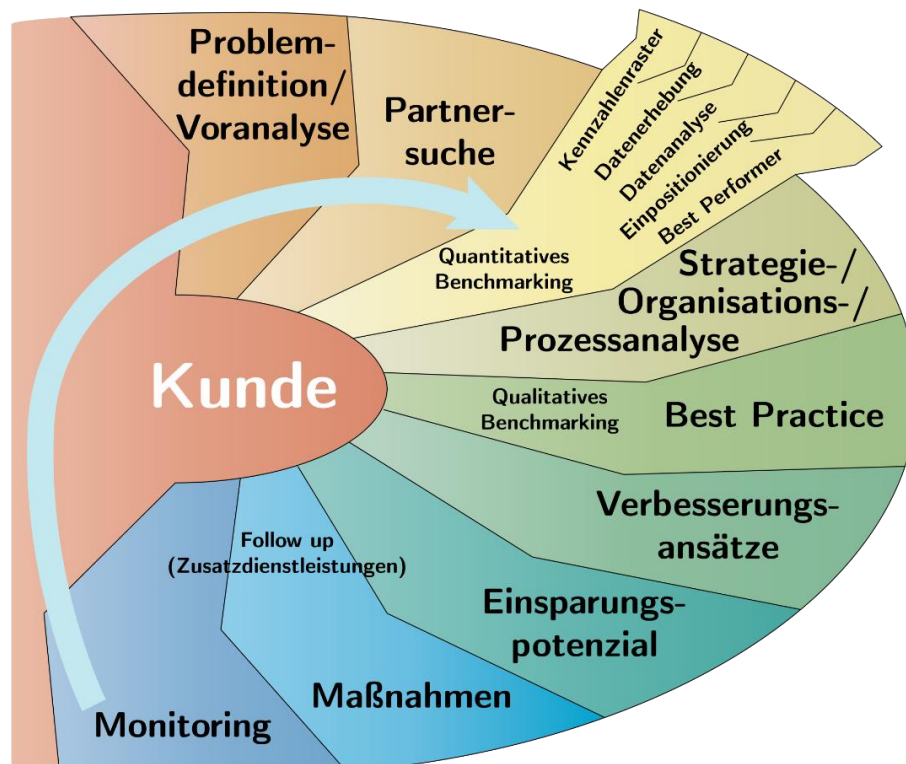 Problem-
definition/
Voranalyse
Partner-
suche
Kennzahlenraster
Datenerhebung
Datenanalyse
Einpositionierung
Best Performer
Quantitatives
Benchmarking
Strategie-/
Organisations-/
Prozessanalyse
Kunde
Qualitatives
Benchmarking
Best Practice
Verbesserungs-
ansätze
Einsparungs-
potenzial
Follow up
(Zusatzdienstleistungen)
Maßnahmen
Monitoring